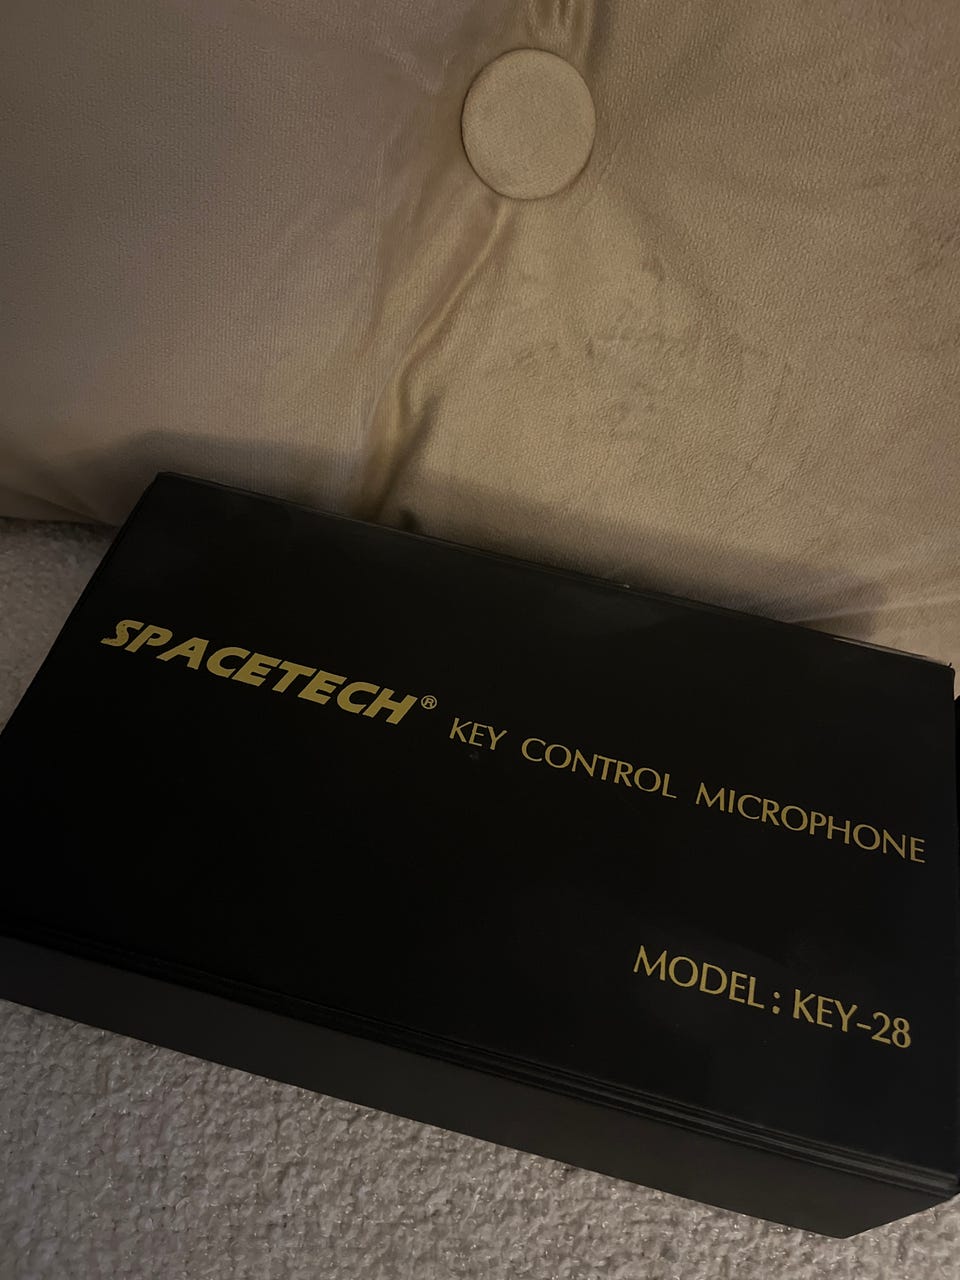 SPACETECH® KEY CONTROL MICROPHONE
MODEL: KEY-28